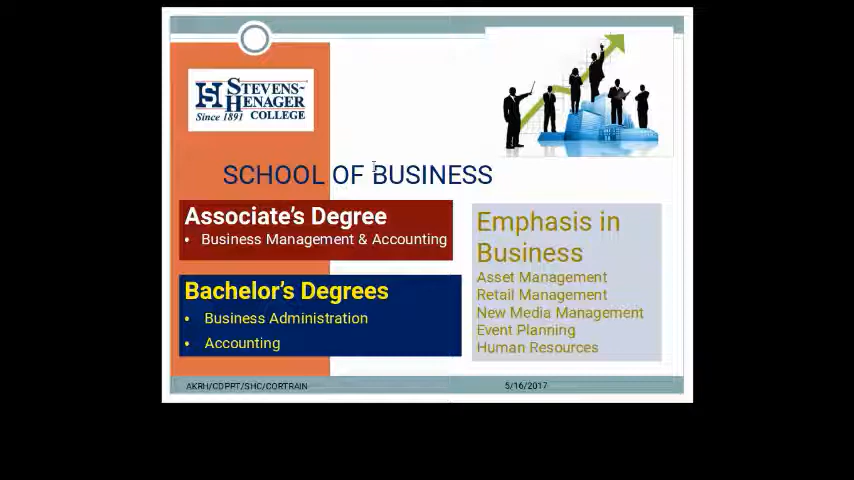 STEVENS-
HENAGER
Since 1891 COLLEGE
SCHOOL OF BUSINESS
Associate's Degree
• Business Management & Accounting
Bachelor's Degrees
• Business Administration
• Accounting
Emphasis in
Business
Asset Management
Retail Management
New Media Management
Event Planning
Human Resources
AKRH/CDPPT/SHC/CORTRAIN
5/16/2017